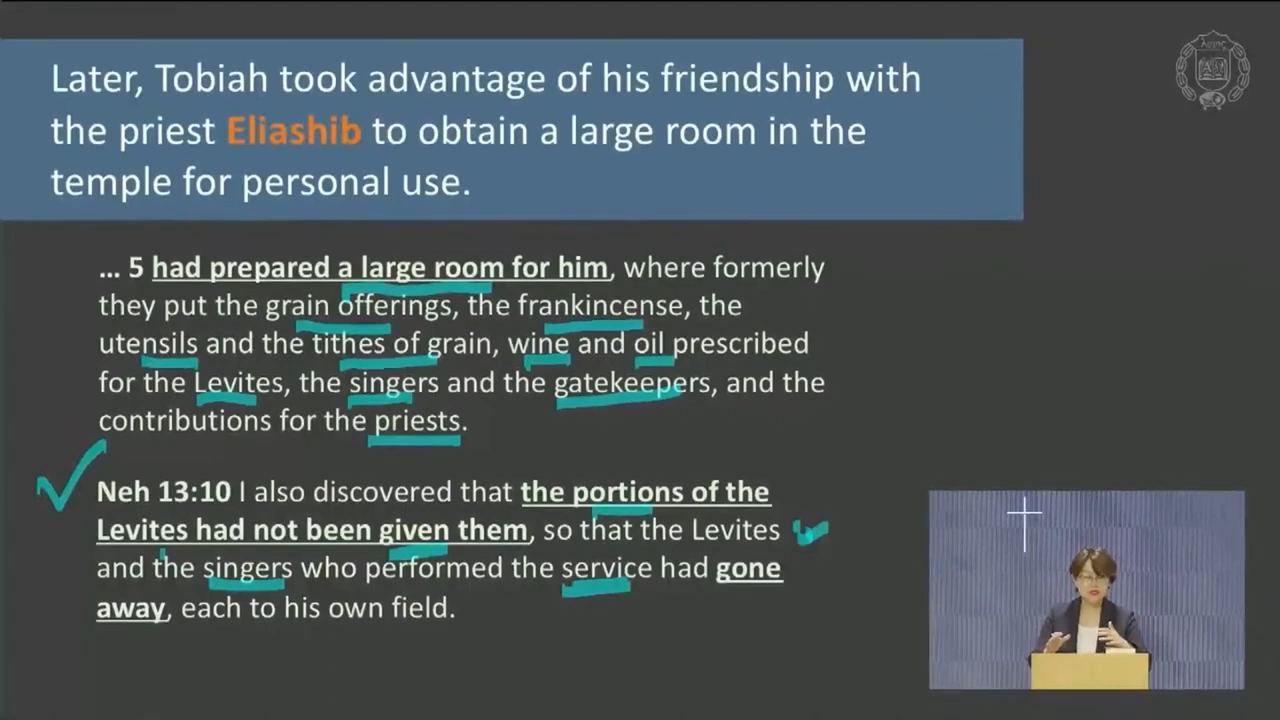 Later, Tobiah took advantage of his friendship with
the priest Eliashib to obtain a large room in the
temple for personal use.
... 5 had prepared a large room for him, where formerly
they put the grain offerings, the frankincense, the
utensils and the tithes of grain, wine and oil prescribed
for the Levites, the singers and the gatekeepers, and the
contributions for the priests.
Neh 13:10 I also discovered that the portions of the
Levites had not been given them, so that the Levites
and the singers who performed the service had gone
away, each to his own field.